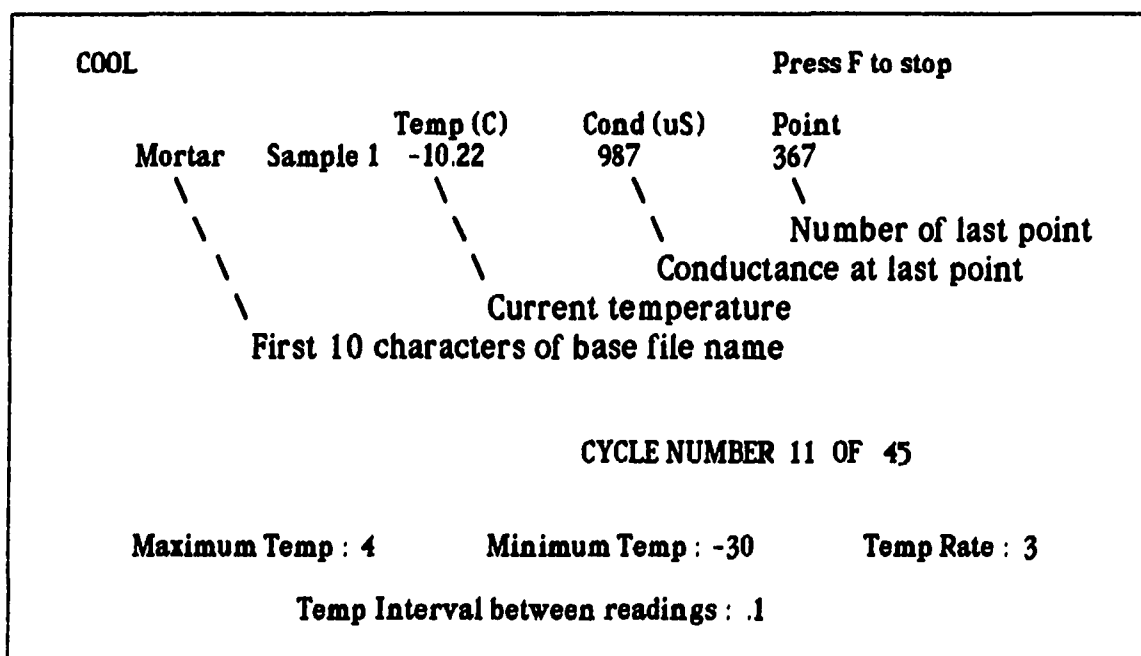 COOL Press F to stop
Temp (C) Cond (uS) Point
Mortar Sample 1 -10.22 987 367
Number of last point
Conductance at last point
Current temperature
First 10 characters of base file name
CYCLE NUMBER 11 OF 45
Maximum Temp : 4 Minimum Temp : -30 Temp Rate : 3
Temp Interval between readings : .1